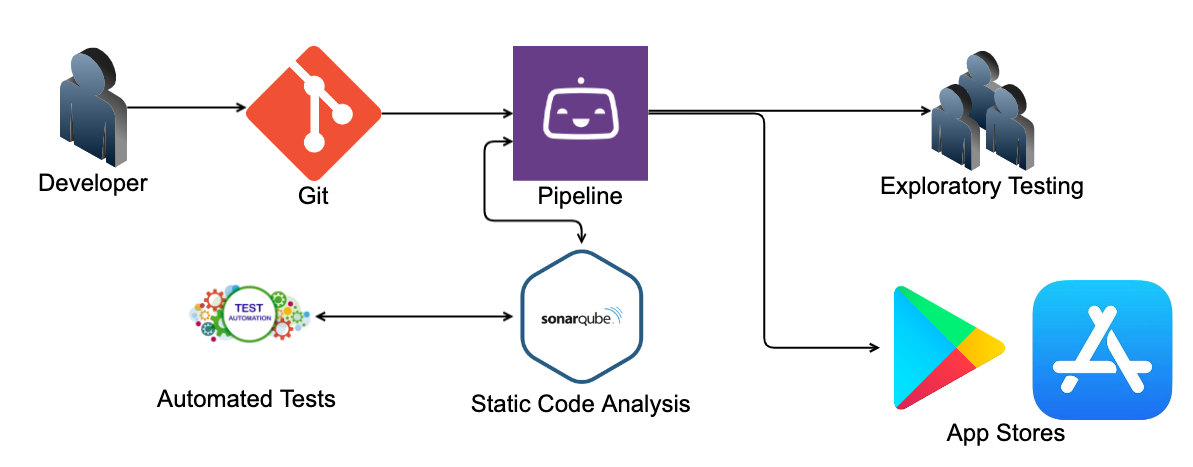 Developer
Git
Pipeline
Exploratory Testing
TEST
AUTOMATION
sonarqube
Automated Tests
Static Code Analysis
App Stores